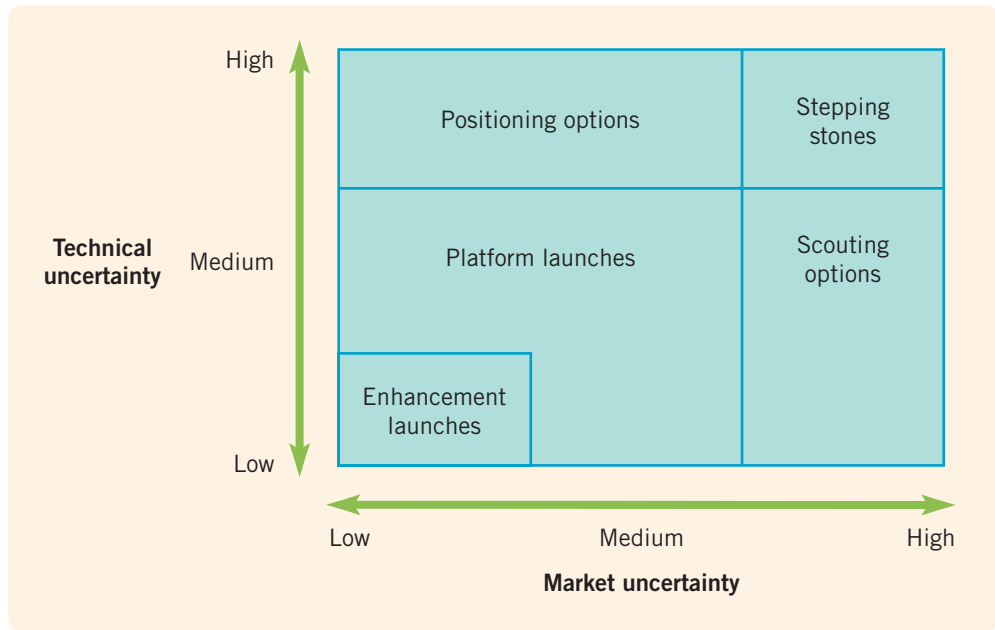 High
Positioning options
Stepping
stones
Technical
uncertainty
Medium
Platform launches
Scouting
options
Enhancement
launches
Low
Low
Medium
High
Market uncertainty